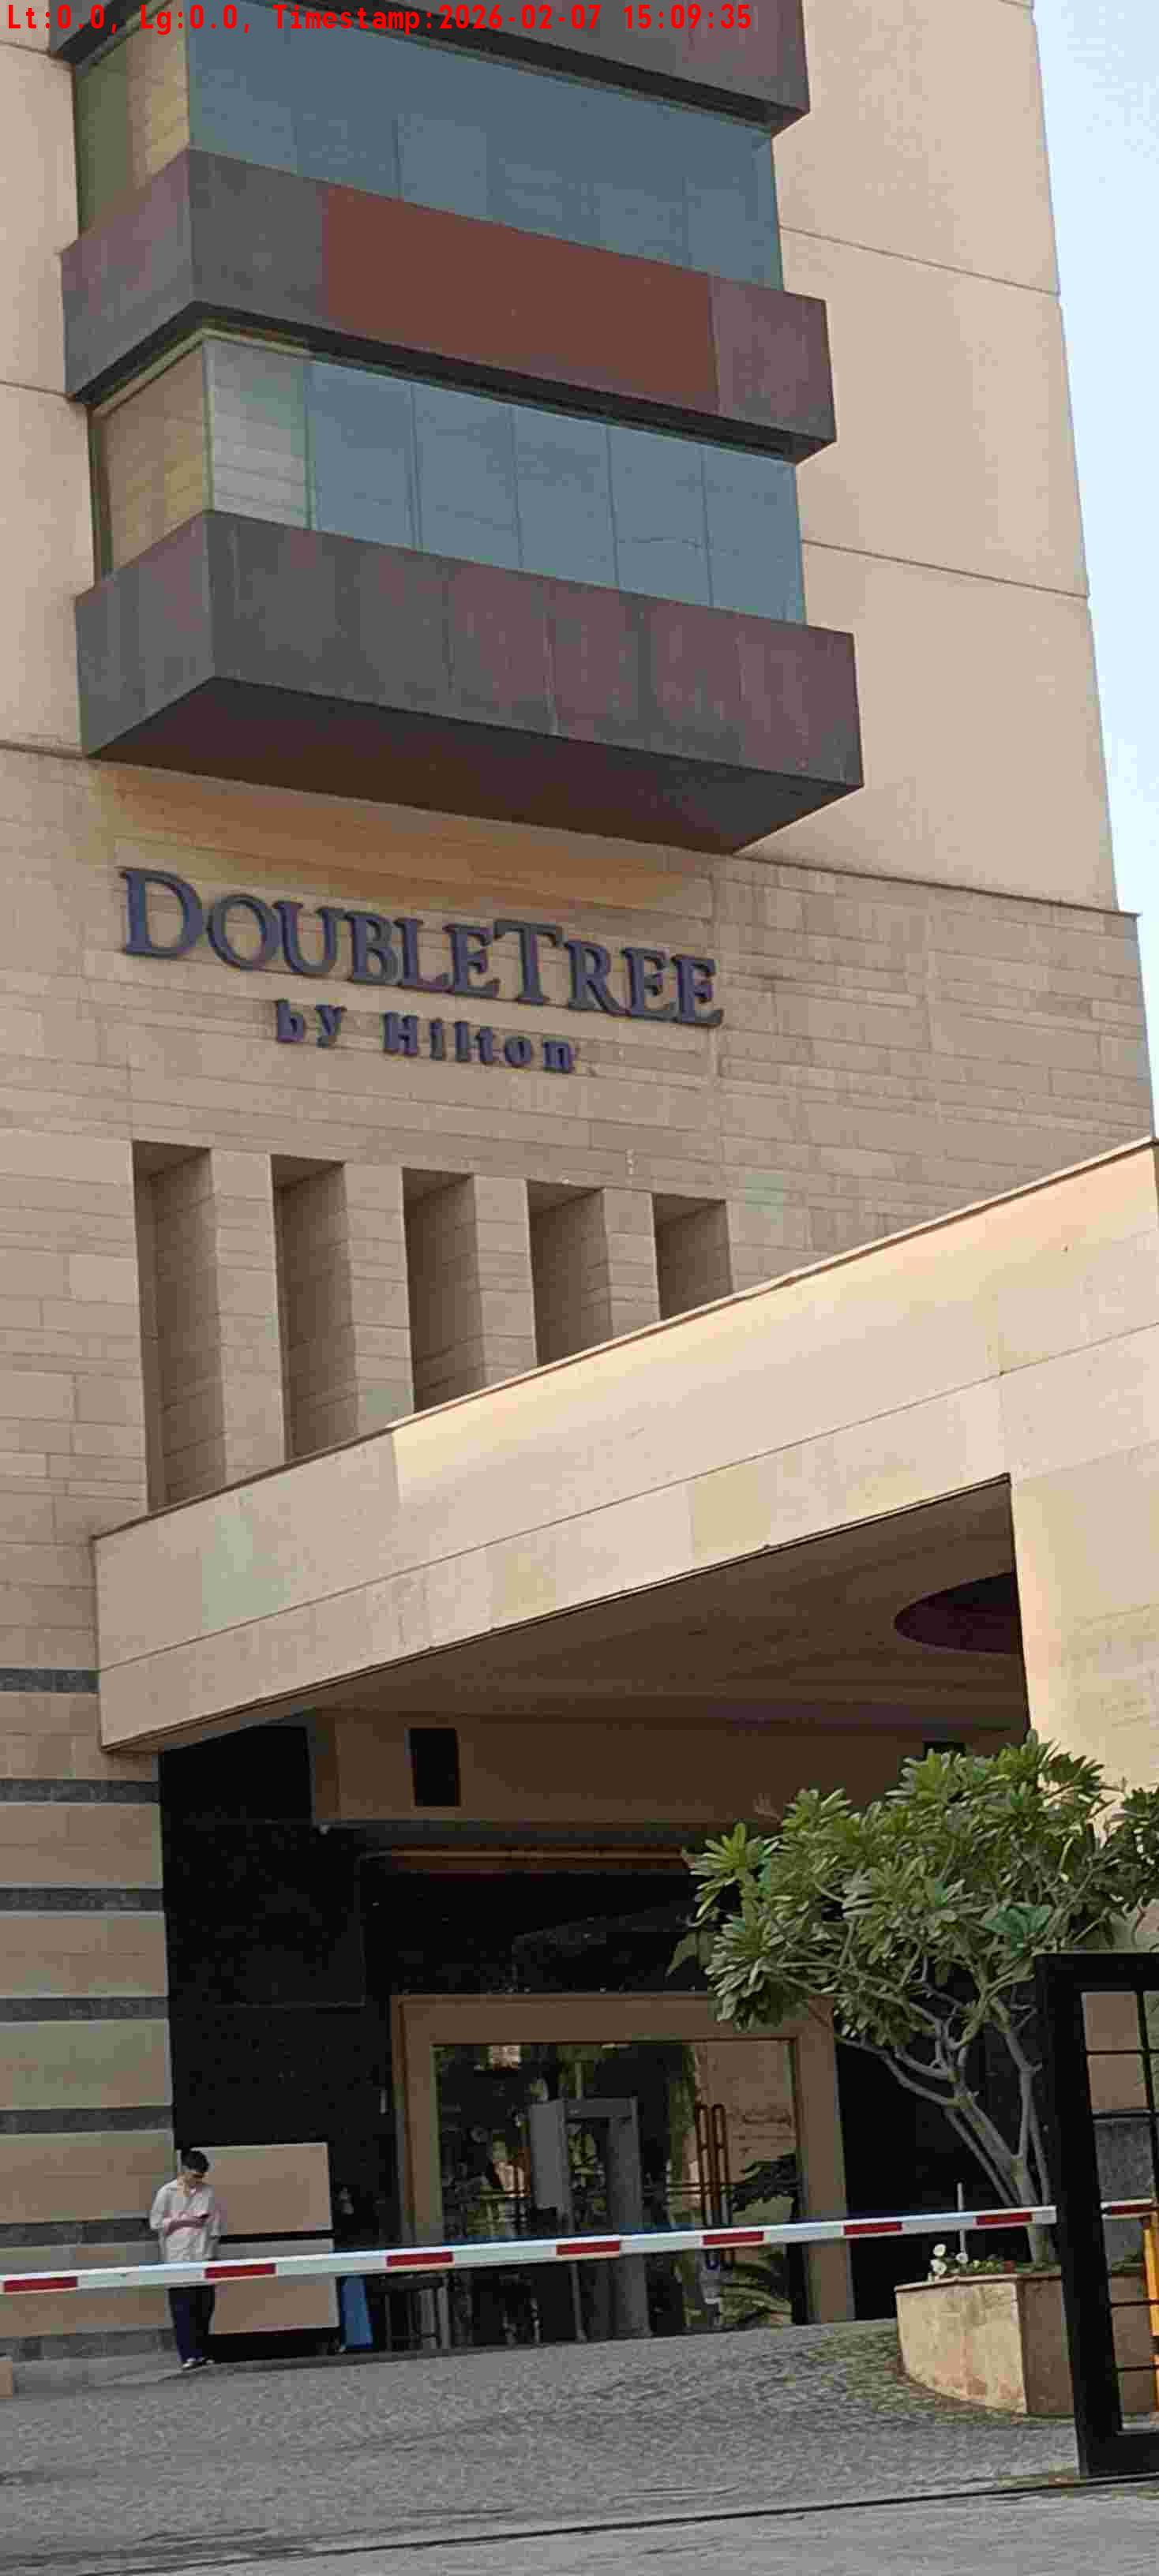 Lt:0.0, Lg:0.0, Timestamp:2026-02-07 15:09:35
DOUBLETREE
by Hilton